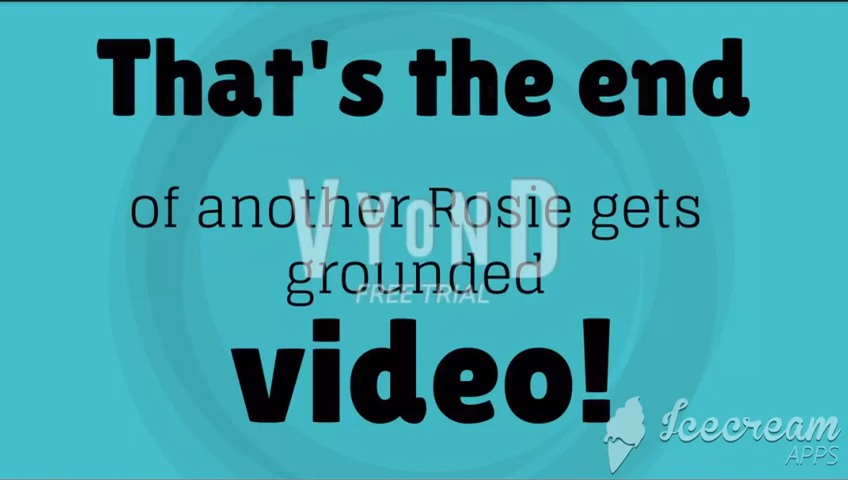 That's the end
of another Rosie gets
VYOND
grounded
FREE TRIAL
video!
Icecream
APPS